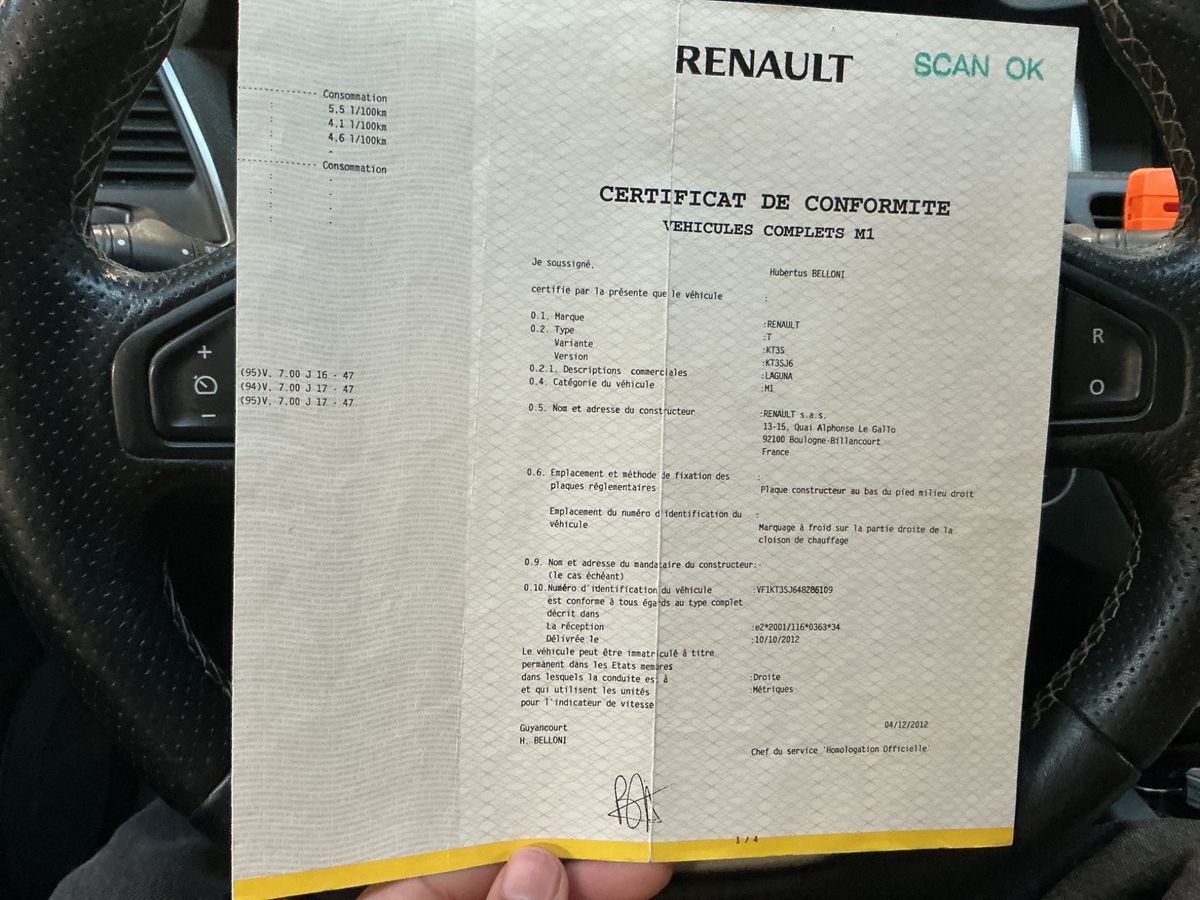 Consommation
5.5 l/100km
4.1 l/100km
4.6 l/100km
-
Consommation
(95)V, 7.00 J 16 - 47
(94)V, 7.00 J 17 - 47
(95)V, 7.00 J 17 - 47
RENAULT
SCAN OK
CERTIFICAT DE CONFORMITE
VEHICULES COMPLETS M1
Je soussigné, Hubertus BELLONI
certifie par la présente que le véhicule :
0.1. Marque :RENAULT
0.2. Type :T
Variante :KT3S
Version :KT3SJ6
0.2.1. Descriptions commerciales :LAGUNA
0.4. Catégorie du véhicule :M1
0.5. Nom et adresse du constructeur :RENAULT s.a.s.
13-15, Quai Alphonse Le Gallo
92100 Boulogne-Billancourt
France
0.6. Emplacement et méthode de fixation des :
plaques réglementaires Plaque constructeur au bas du pied milieu droit
Emplacement du numéro d'identification du :
véhicule Marquage à froid sur la partie droite de la
cloison de chauffage
0.9. Nom et adresse du mandataire du constructeur:-
(le cas échéant)
0.10.Numéro d'identification du véhicule :VF1KT3SJ648286109
est conforme à tous égards au type complet
décrit dans
La réception :e2*2001/116*0363*34
Délivrée le :10/10/2012
Le véhicule peut être immatriculé à titre
permanent dans les Etats membres
dans lesquels la conduite est à :Droite
et qui utilisent les unités :Métriques
pour l'indicateur de vitesse
Guyancourt 04/12/2012
H. BELLONI Chef du service 'Homologation Officielle'
1 / 4
+
-
R
O